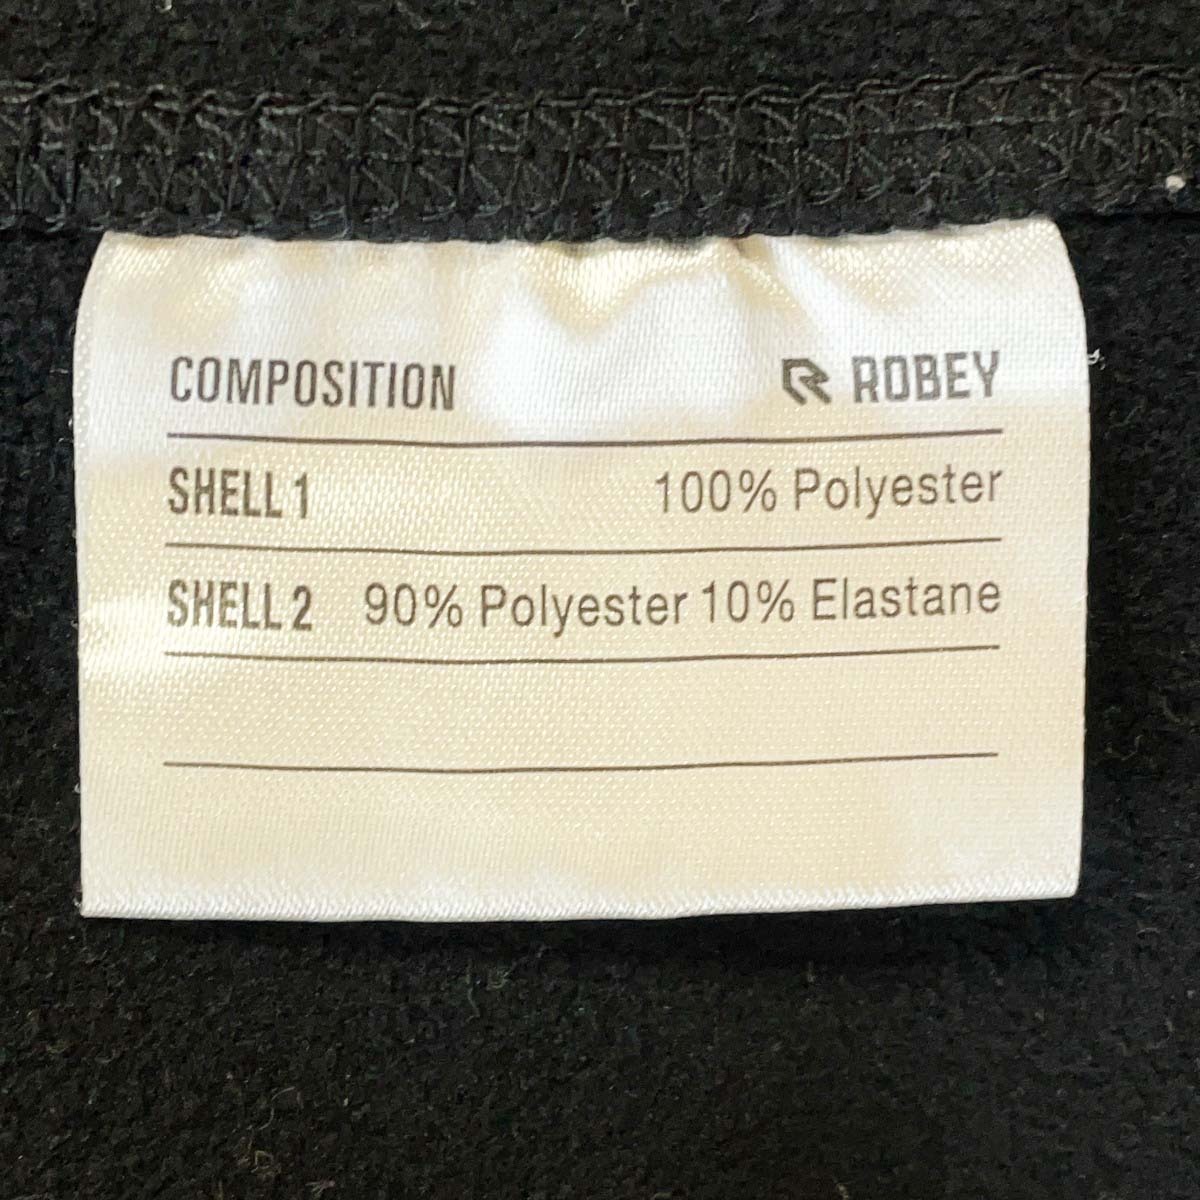 COMPOSITION ROBEY
SHELL 1 100% Polyester
SHELL 2 90% Polyester 10% Elastane